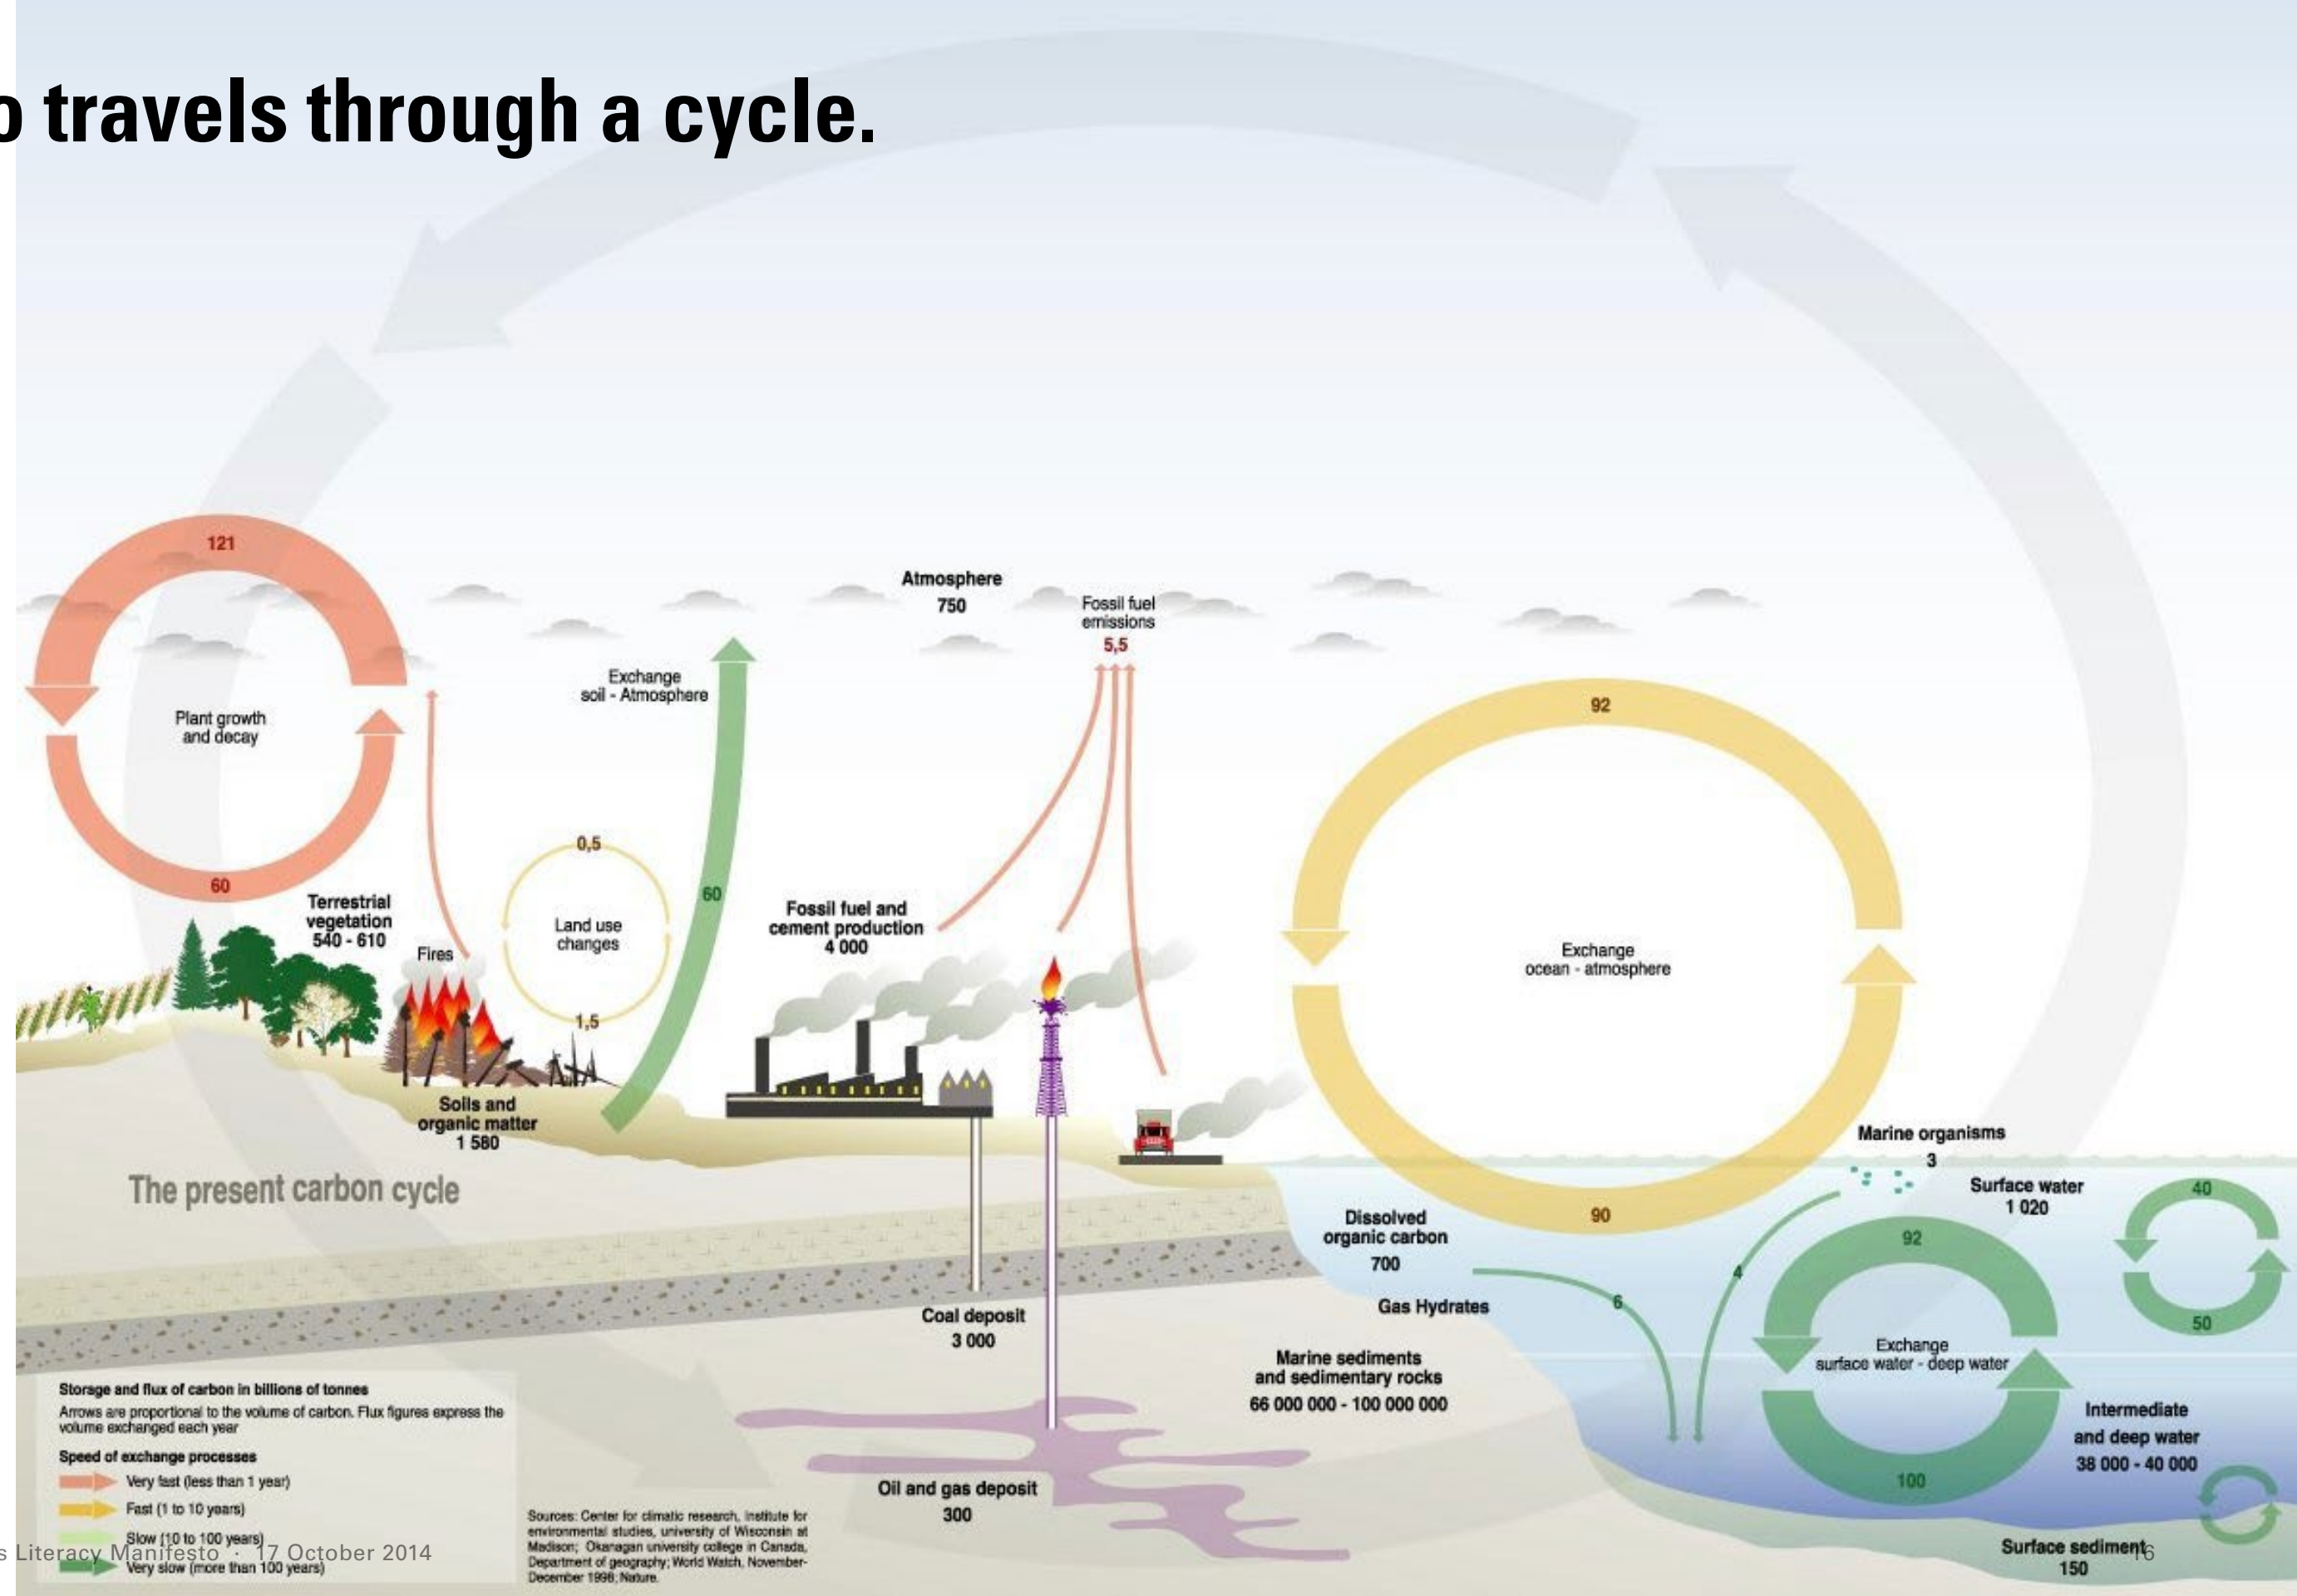 o travels through a cycle.
121
Plant growth
and decay
60
Terrestrial
vegetation
540 - 610
Fires
Exchange
soil - Atmosphere
0,5
Land use
changes
1,5
60
Atmosphere
750
Fossil fuel
emissions
5,5
Fossil fuel and
cement production
4 000
92
Exchange
ocean - atmosphere
90
Soils and
organic matter
1 580
The present carbon cycle
Marine organisms
3
Surface water
1 020
40
50
Dissolved
organic carbon
700
6
4
Gas Hydrates
92
Exchange
surface water - deep water
100
Coal deposit
3 000
Marine sediments
and sedimentary rocks
66 000 000 - 100 000 000
Intermediate
and deep water
38 000 - 40 000
Oil and gas deposit
300
Surface sediment
150
Storage and flux of carbon in billions of tonnes
Arrows are proportional to the volume of carbon. Flux figures express the
volume exchanged each year
Speed of exchange processes
Very fast (less than 1 year)
Fast (1 to 10 years)
Slow (10 to 100 years)
Very slow (more than 100 years)
Sources: Center for climatic research, Institute for
environmental studies, university of Wisconsin at
Madison; Okanagan university college in Canada,
Department of geography; World Watch, November-
December 1998; Nature.
s Literacy Manifesto · 17 October 2014
16